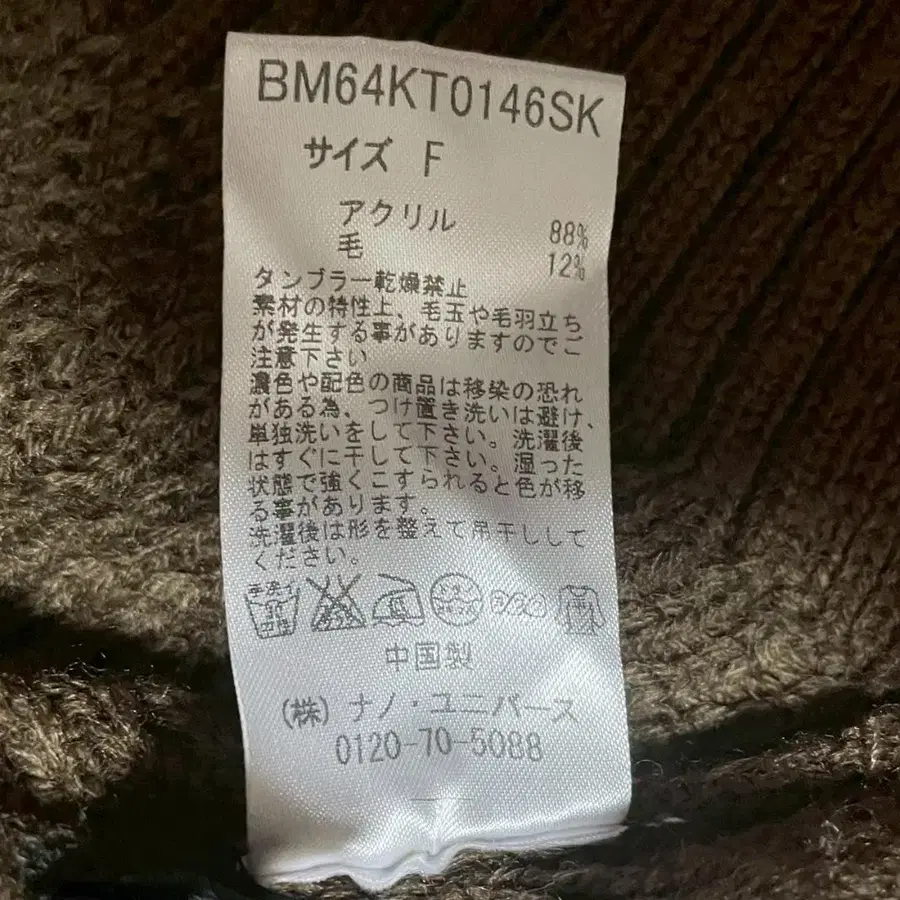 BM64KT0146SK
サイズ F
アクリル 88%
毛 12%
タンブラー乾燥禁止
素材の特性上、毛玉や毛羽立ち
が発生する事がありますのでご
注意下さい
濃色や配色の商品は移染の恐れ
がある為、つけ置き洗いは避け、
単独洗いをして下さい。洗濯後
はすぐに干して下さい。湿った
状態で強くこすられると色が移
る事があります。
洗濯後は形を整えて吊干しして
ください。
中国製
(株) ナノ・ユニバース
0120-70-5088